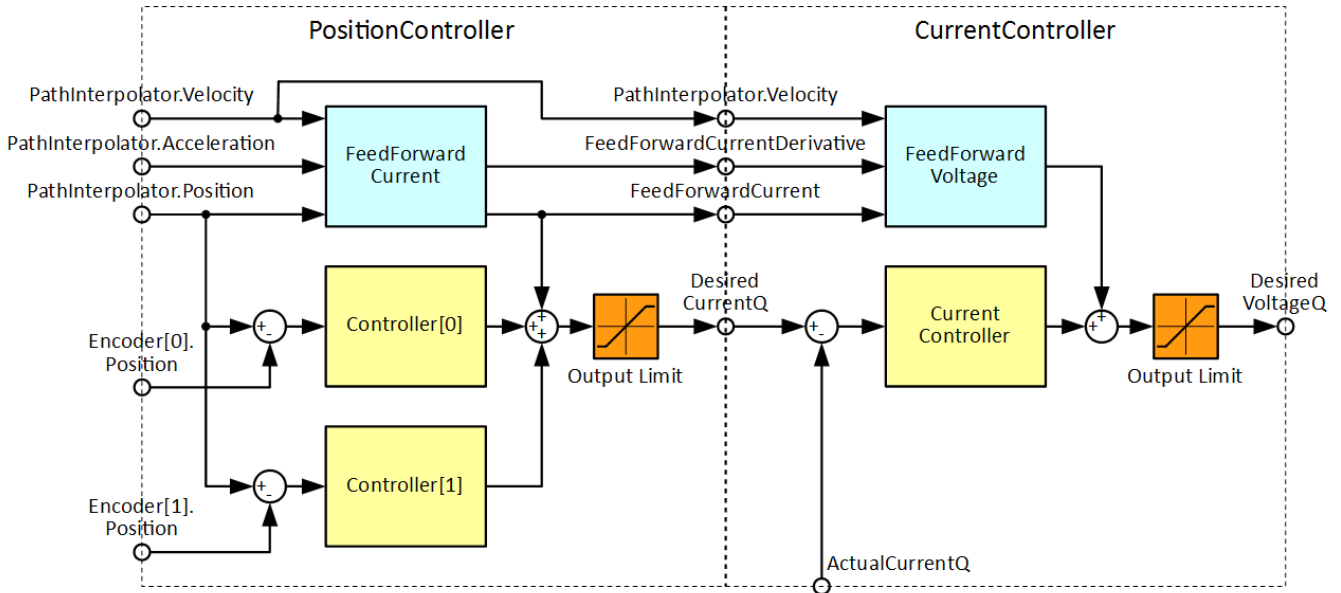 PositionController
CurrentController
PathInterpolator.Velocity
PathInterpolator.Velocity
PathInterpolator.Acceleration
FeedForward
Current
FeedForwardCurrentDerivative
FeedForward
Voltage
PathInterpolator.Position
FeedForwardCurrent
Desired
CurrentQ
Desired
VoltageQ
+
-
Controller[0]
+
+
+
+
-
Current
Controller
+
+
Encoder[0].
Position
Output Limit
Output Limit
+
-
Controller[1]
Encoder[1].
Position
ActualCurrentQ